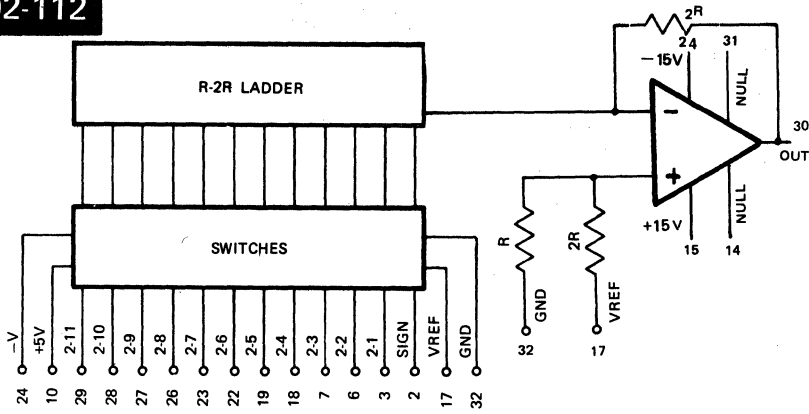 02-112
R-2R LADDER
SWITCHES
-V
+5V
2-11
2-10
2-9
2-8
2-7
2-6
2-5
2-4
2-3
2-2
2-1
SIGN
VREF
GND
24
10
29
28
27
26
23
22
19
18
7
6
3
2
17
32
2R
24
31
-15V
NULL
-
+
30
OUT
+15V
NULL
15
14
R
2R
GND
VREF
32
17